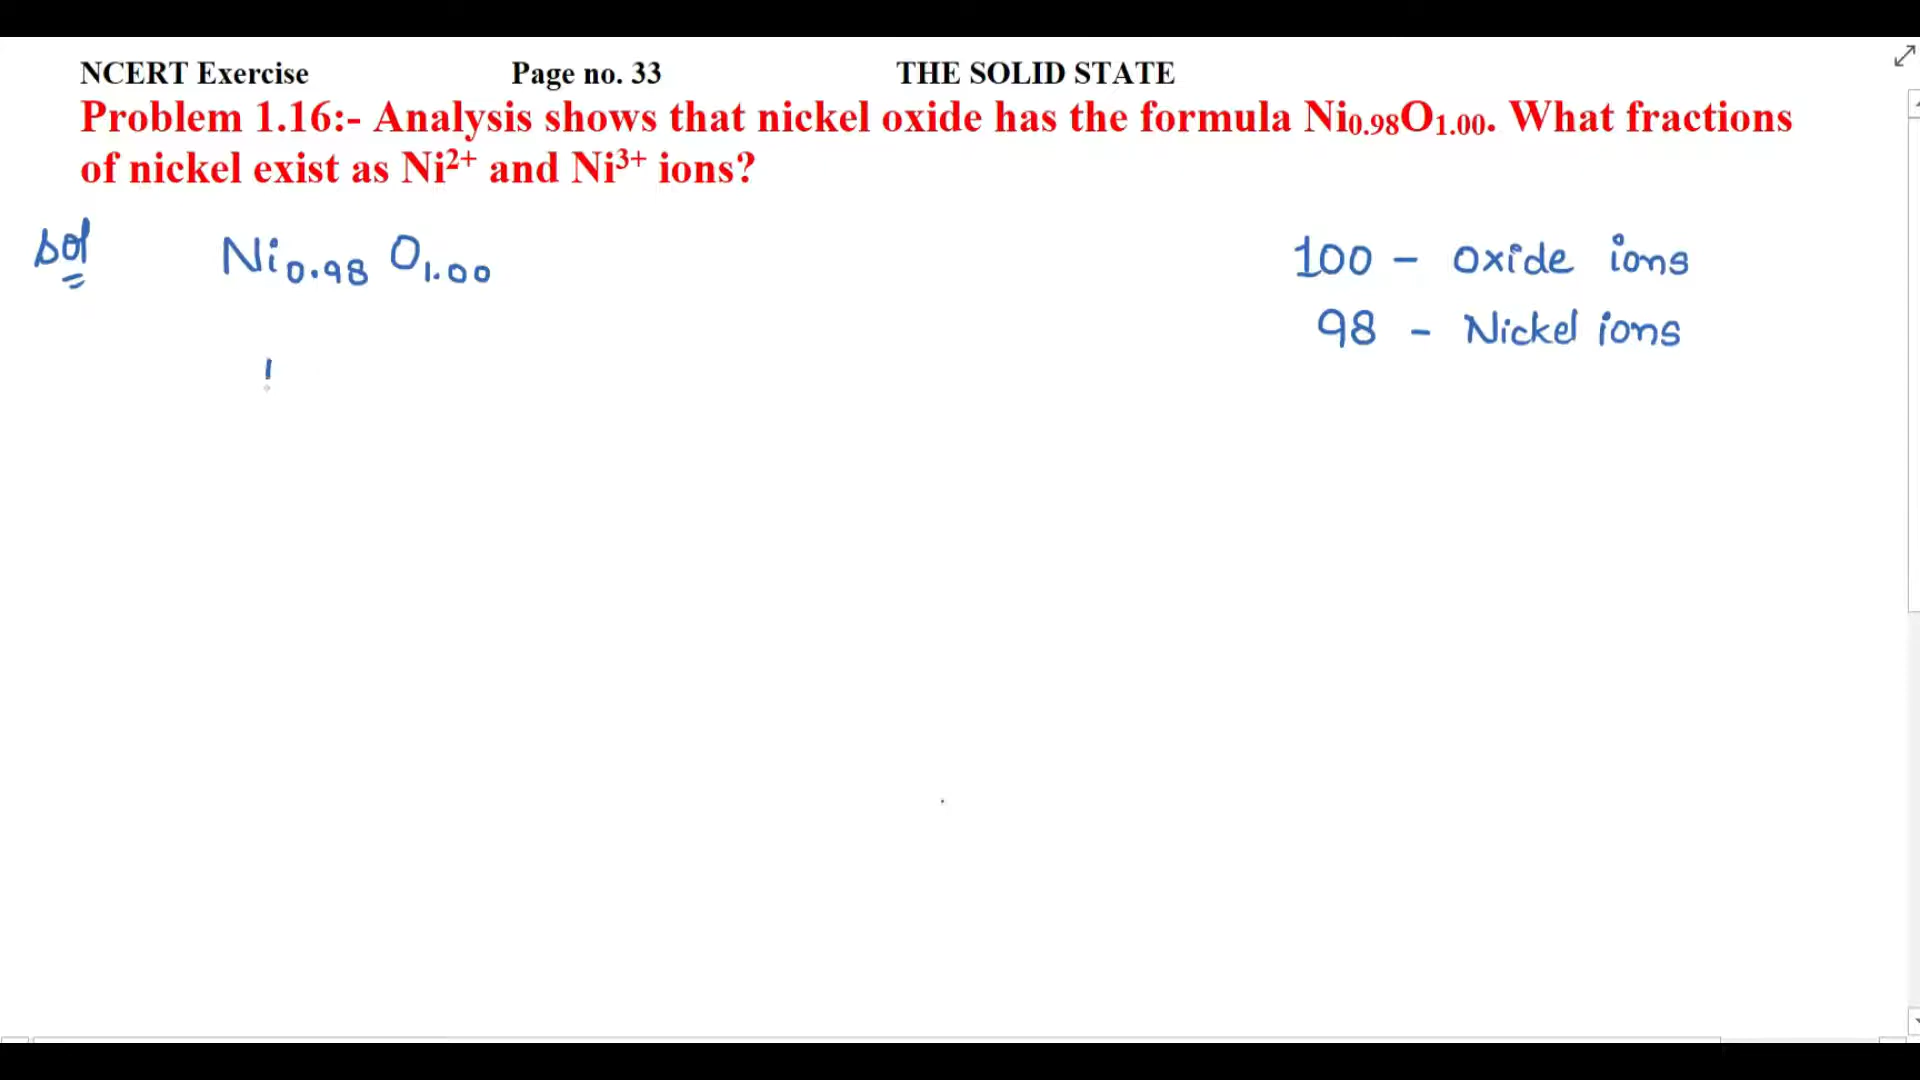 NCERT Exercise Page no. 33 THE SOLID STATE
Problem 1.16:- Analysis shows that nickel oxide has the formula Ni0.98O1.00. What fractions
of nickel exist as Ni2+ and Ni3+ ions?
Sol Ni0.98 O1.00 100 - Oxide ions
98 - Nickel ions